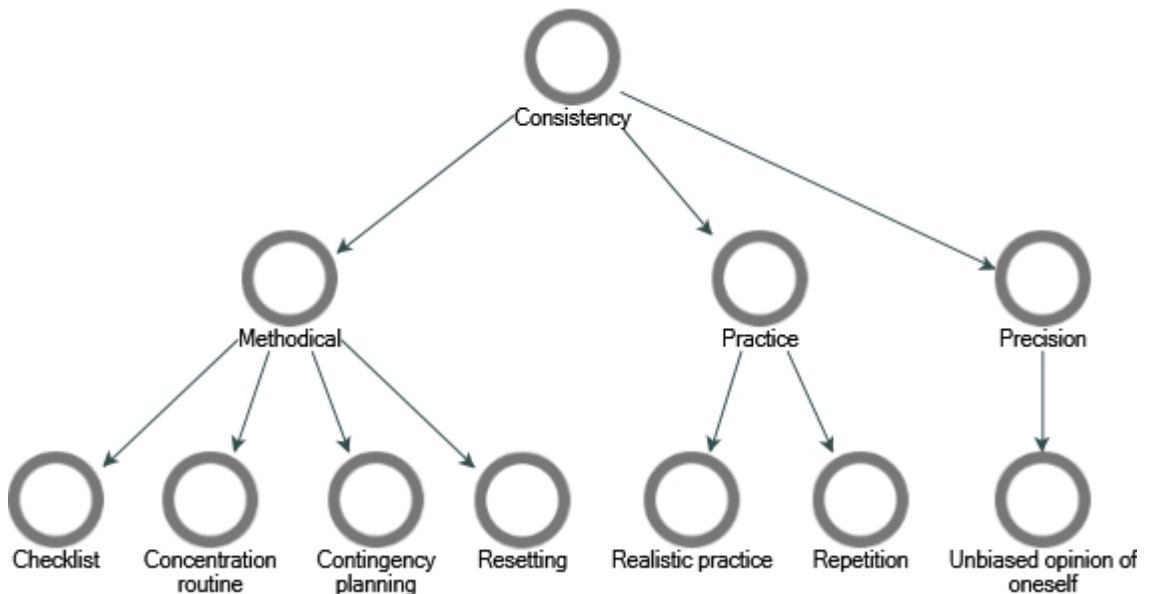 Consistency
Methodical
Practice
Precision
Checklist
Concentration
routine
Contingency
planning
Resetting
Realistic practice
Repetition
Unbiased opinion of
oneself